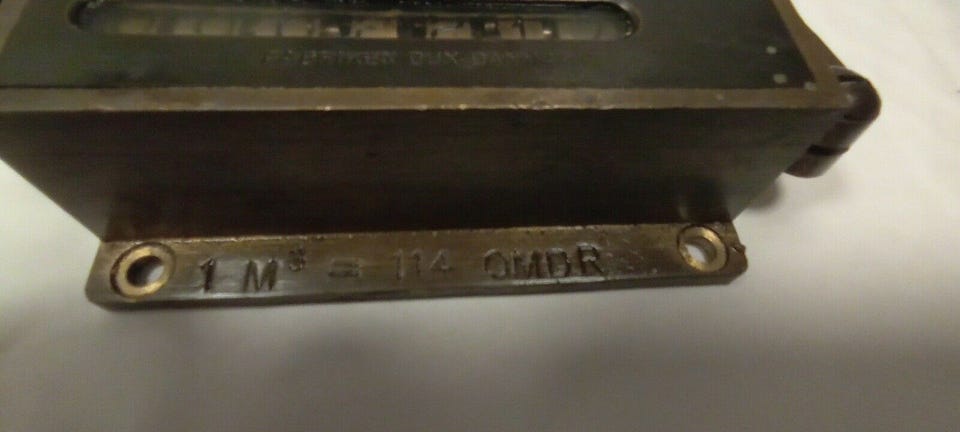 FABRIKEN DUX
1 M³ = 114 OMDR